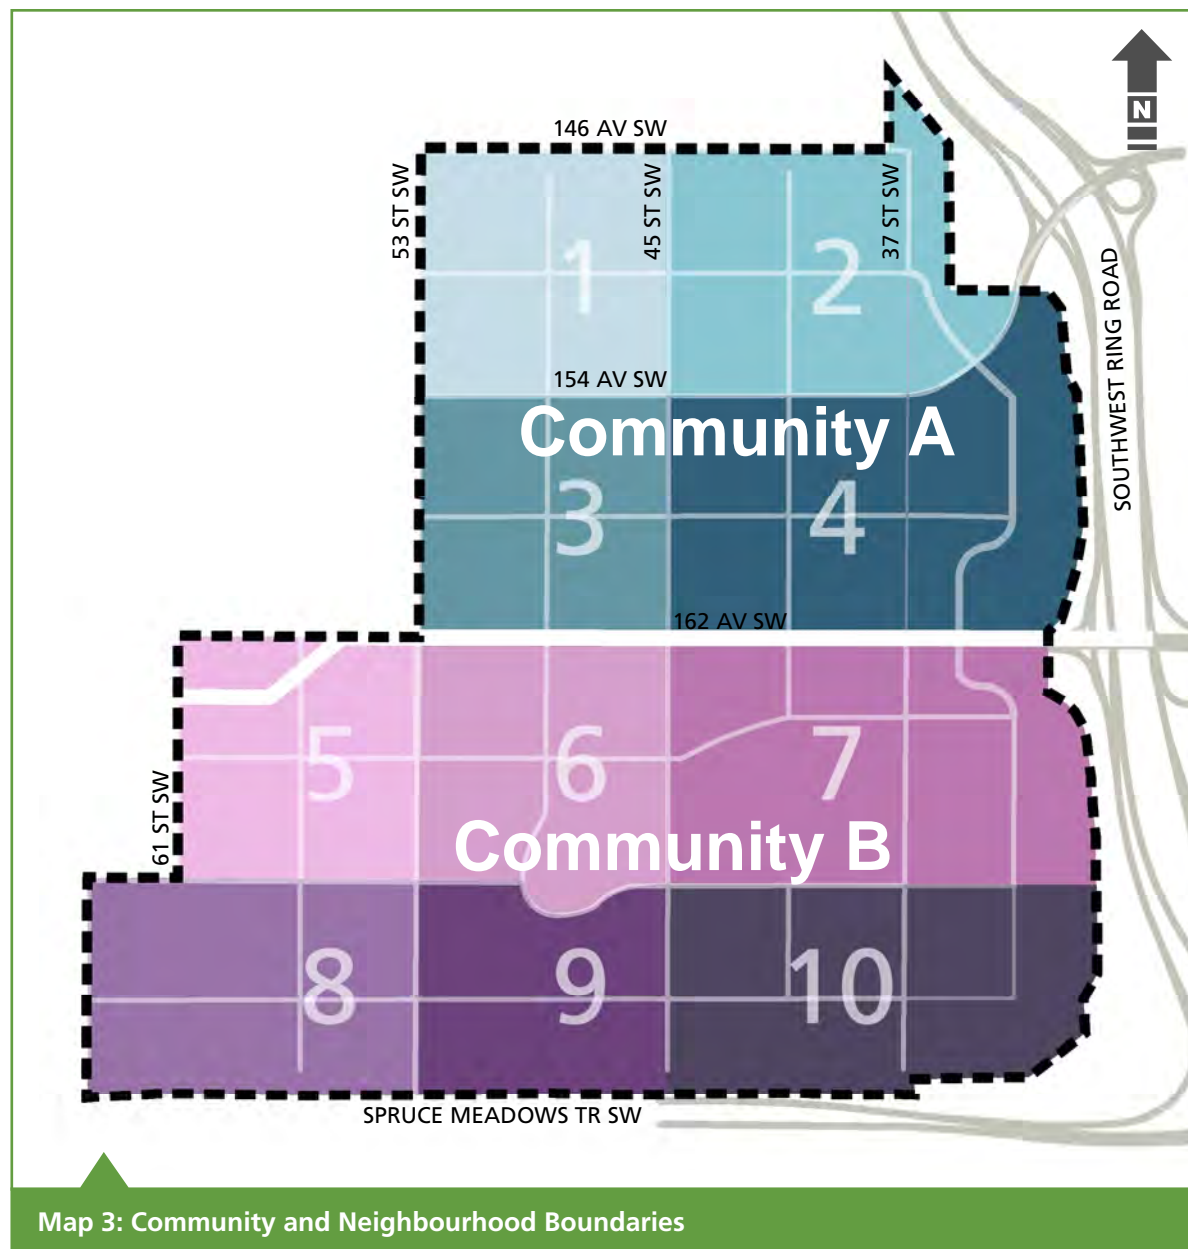 N
146 AV SW
53 ST SW
45 ST SW
37 ST SW
1
2
SOUTHWEST RING ROAD
154 AV SW
Community A
3
4
162 AV SW
5
6
7
61 ST SW
Community B
8
9
10
SPRUCE MEADOWS TR SW
Map 3: Community and Neighbourhood Boundaries